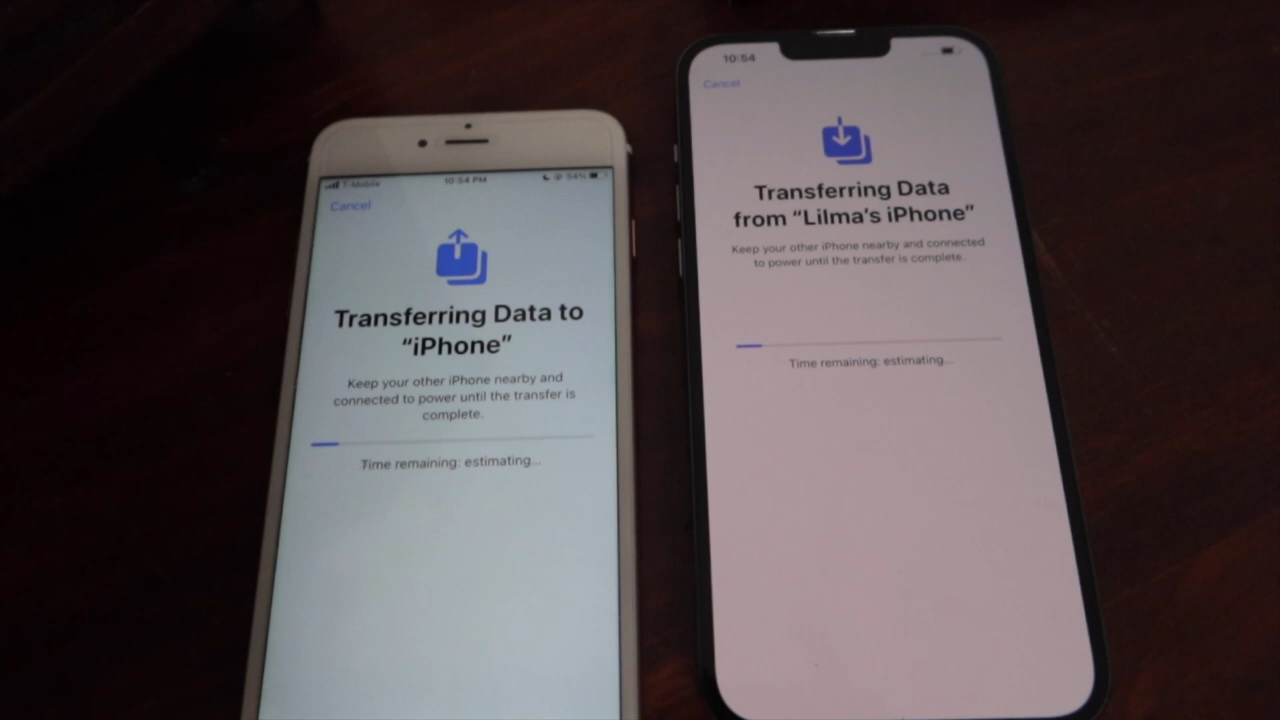 T-Mobile
10:54 PM
54%
Cancel
Transferring Data to
“iPhone”
Keep your other iPhone nearby and
connected to power until the transfer is
complete.
Time remaining: estimating...
10:54
Cancel
Transferring Data
from “Lilma’s iPhone”
Keep your other iPhone nearby and connected
to power until the transfer is complete.
Time remaining: estimating...